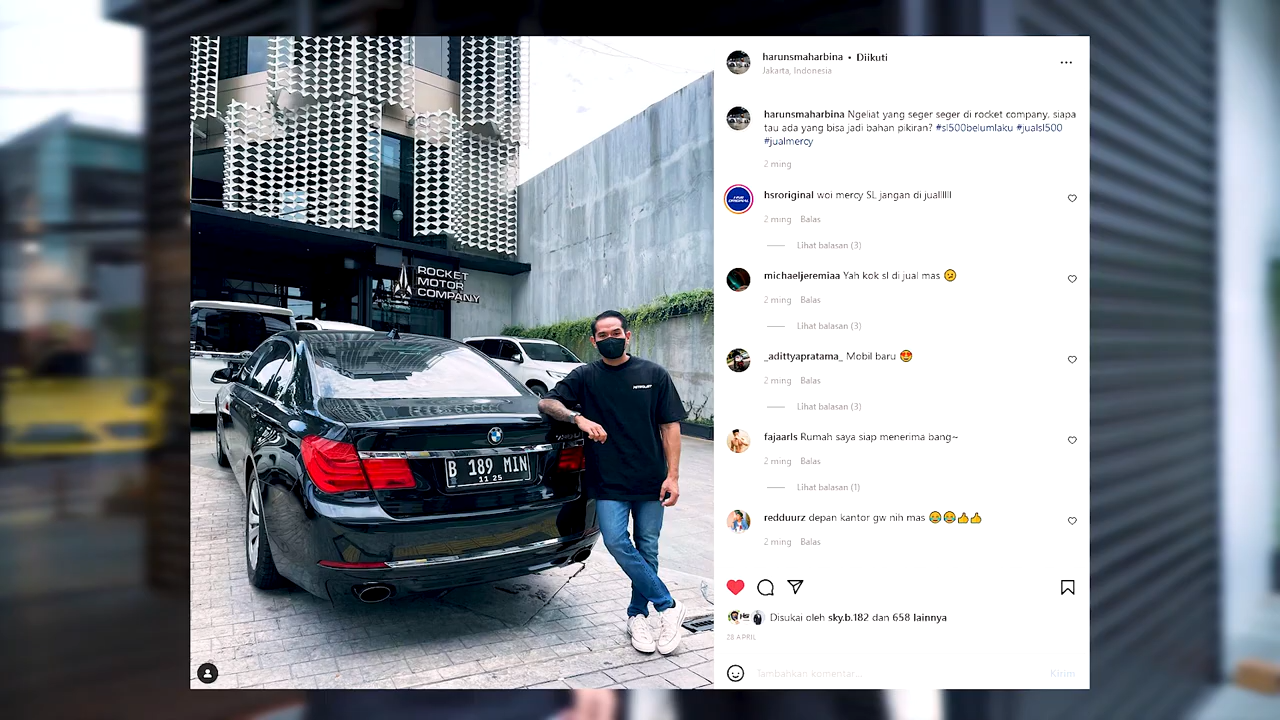 ROCKET
MOTOR
COMPANY
B 189 MIN
11 25
harunsmaharbina • Diikuti
Jakarta, Indonesia
harunsmaharbina Ngeliat yang seger seger di rocket company, siapa
tau ada yang bisa jadi bahan pikiran? #sl500belumlaku #jualsl500
#jualmercy
2 ming
hsroriginal woi mercy SL jangan di jual!!!!!!
2 ming Balas
Lihat balasan (3)
michaeljeremiaa Yah kok sl di jual mas 😕
2 ming Balas
Lihat balasan (3)
_adittyapratama_ Mobil baru 😍
2 ming Balas
Lihat balasan (3)
fajaarls Rumah saya siap menerima bang~
2 ming Balas
Lihat balasan (1)
redduurz depan kantor gw nih mas 😂😂👍👍
2 ming Balas
Disukai oleh sky.b.182 dan 658 lainnya
28 APRIL
Tambahkan komentar...
Kirim